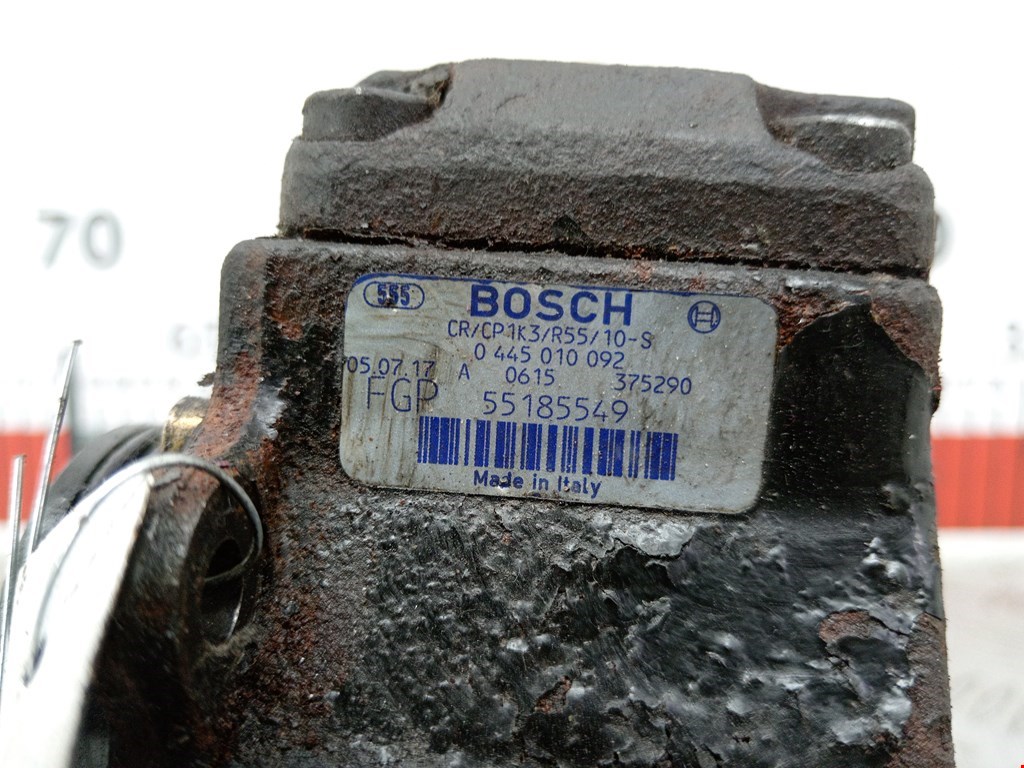 70
555 BOSCH
CR/CP1K3/R55/10-S
0 445 010 092
05.07.17 A 0615 375290
FGP 55185549
Made in Italy